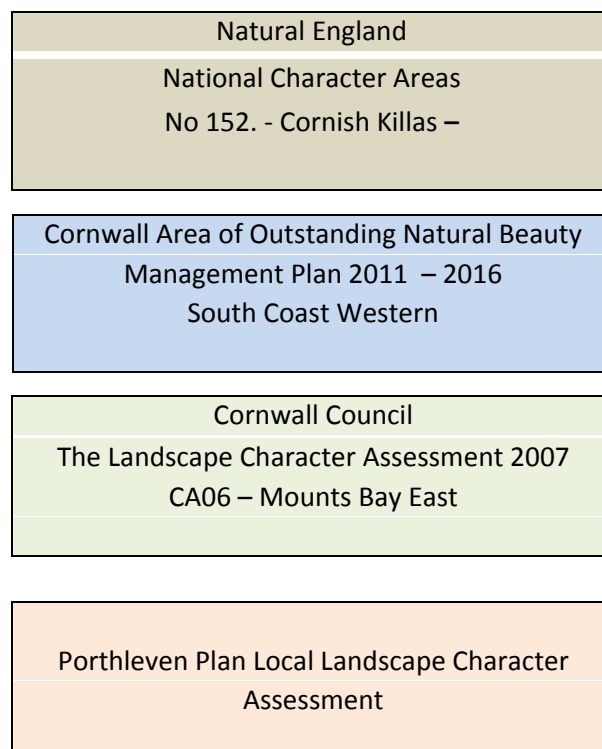 Natural England
National Character Areas
No 152. - Cornish Killas –
Cornwall Area of Outstanding Natural Beauty
Management Plan 2011 – 2016
South Coast Western
Cornwall Council
The Landscape Character Assessment 2007
CA06 – Mounts Bay East
Porthleven Plan Local Landscape Character
Assessment